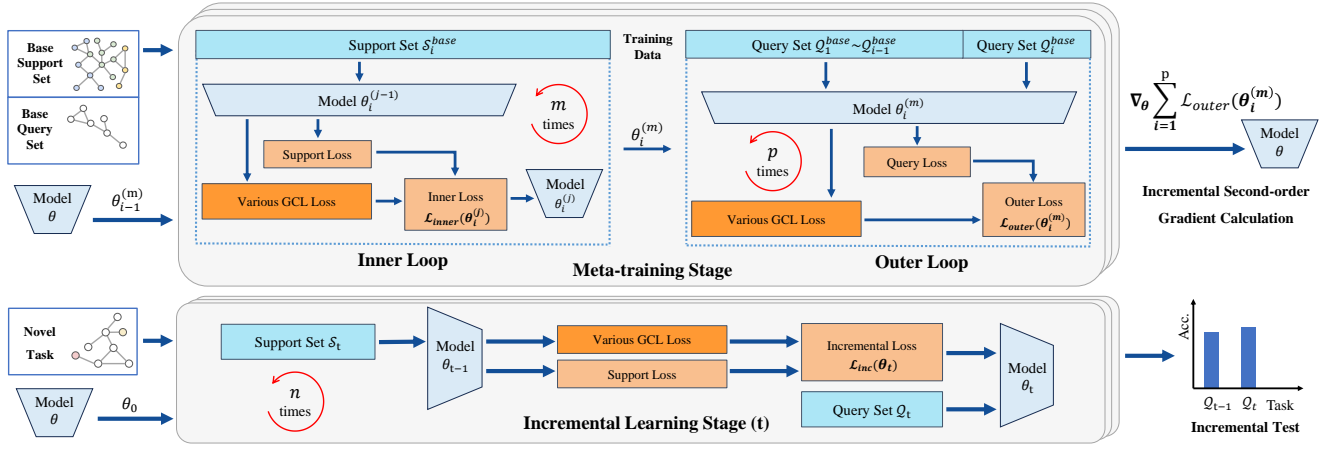 Base
Support
Set
Base
Query
Set
Model
θ
θ_{i-1}^{(m)}
Support Set 𝒮_i^{base}
Model θ_i^{(j-1)}
m
times
Support Loss
Various GCL Loss
Inner Loss
ℒ_{inner}(θ_i^{(j)})
Model
θ_i^{(j)}
Inner Loop
Training
Data
θ_i^{(m)}
Query Set 𝒬_1^{base}~𝒬_{i-1}^{base}
Query Set 𝒬_i^{base}
Model θ_i^{(m)}
p
times
Query Loss
Various GCL Loss
Outer Loss
ℒ_{outer}(θ_i^{(m)})
Outer Loop
Meta-training Stage
∇_θ ∑_{i=1}^{p} ℒ_{outer}(θ_i^{(m)})
Model
θ
Incremental Second-order
Gradient Calculation
Novel
Task
Model
θ
θ_0
Support Set 𝒮_t
n
times
Model
θ_{t-1}
Various GCL Loss
Support Loss
Incremental Loss
ℒ_{inc}(θ_t)
Query Set 𝒬_t
Model
θ_t
Incremental Learning Stage (t)
Acc.
𝒬_{t-1}
𝒬_t
Task
Incremental Test